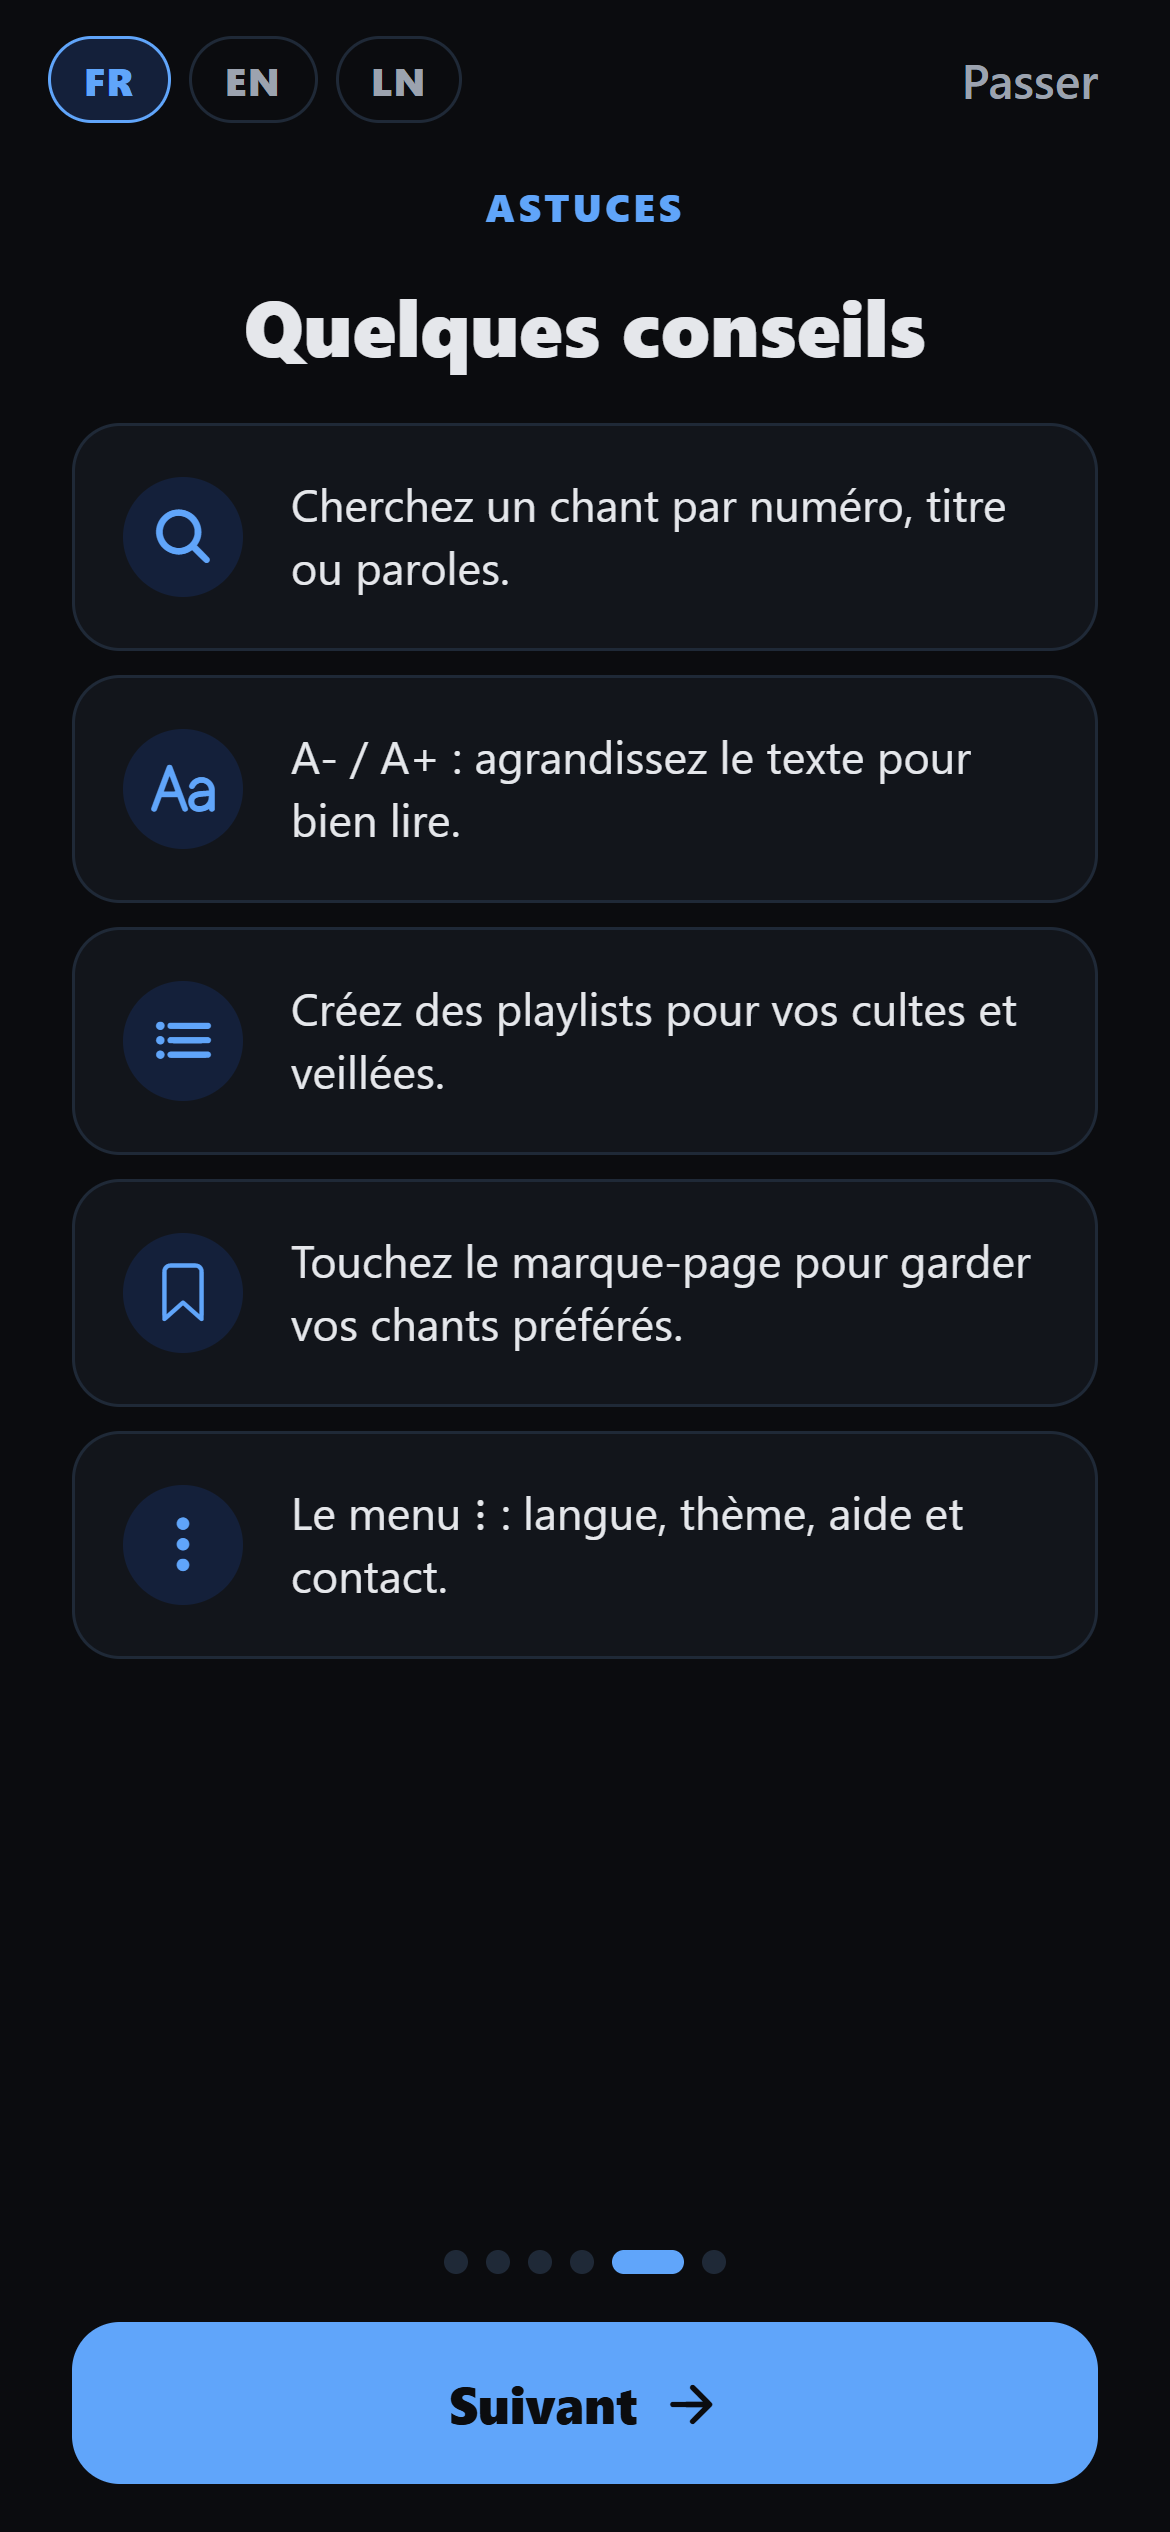 FR EN LN Passer
ASTUCES
Quelques conseils
Cherchez un chant par numéro, titre
ou paroles.
Aa
A- / A+ : agrandissez le texte pour
bien lire.
Créez des playlists pour vos cultes et
veillées.
Touchez le marque-page pour garder
vos chants préférés.
Le menu ⋮ : langue, thème, aide et
contact.
Suivant →